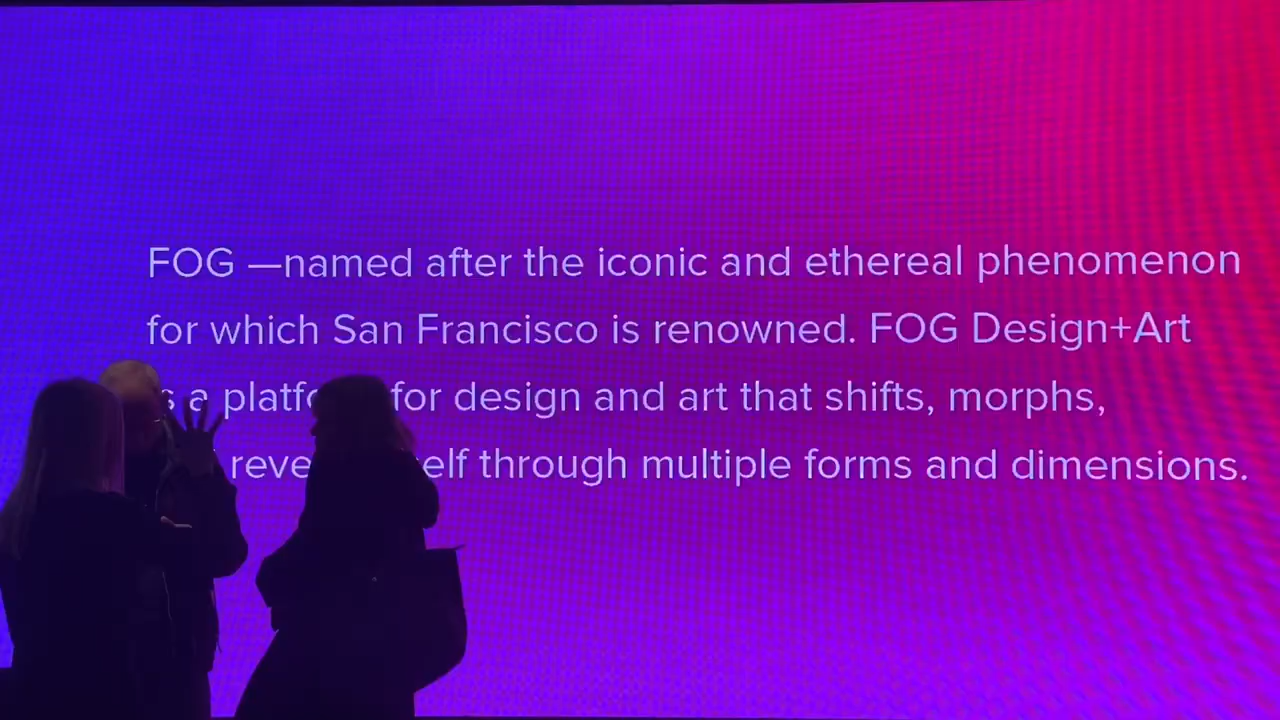 FOG —named after the iconic and ethereal phenomenon
for which San Francisco is renowned. FOG Design+Art
a for design and art that shifts, morphs,
through multiple forms and dimensions.